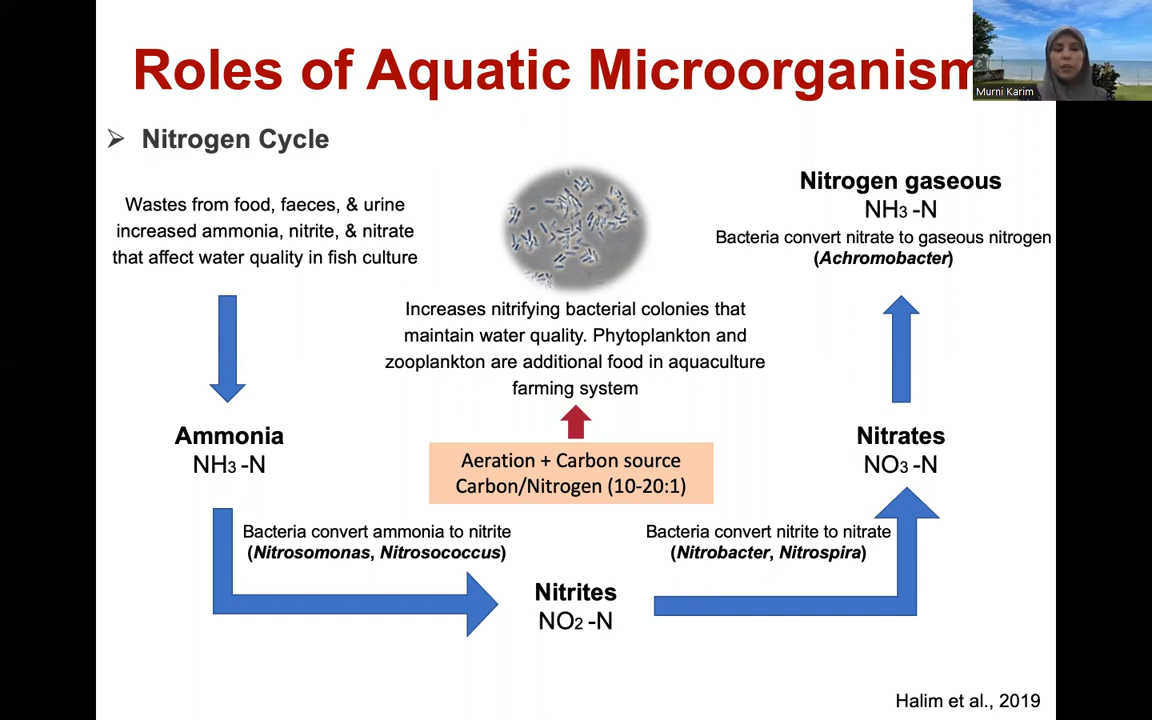 Roles of Aquatic Microorganism
Murni Karim
➢ Nitrogen Cycle
Wastes from food, faeces, & urine
increased ammonia, nitrite, & nitrate
that affect water quality in fish culture
Nitrogen gaseous
NH3 -N
Bacteria convert nitrate to gaseous nitrogen
(Achromobacter)
Increases nitrifying bacterial colonies that
maintain water quality. Phytoplankton and
zooplankton are additional food in aquaculture
farming system
Ammonia
NH3 -N
Aeration + Carbon source
Carbon/Nitrogen (10-20:1)
Nitrates
NO3 -N
Bacteria convert ammonia to nitrite
(Nitrosomonas, Nitrosococcus)
Bacteria convert nitrite to nitrate
(Nitrobacter, Nitrospira)
Nitrites
NO2 -N
Halim et al., 2019